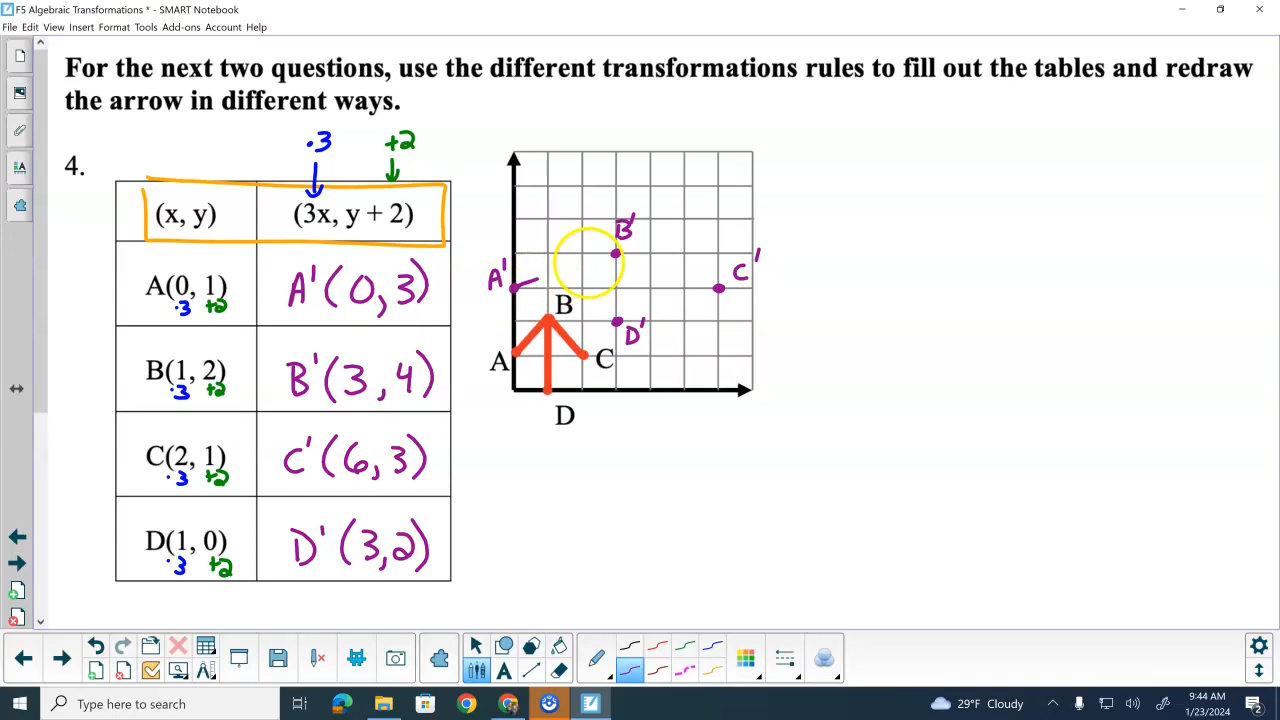 F5 Algebraic Transformations * - SMART Notebook
File Edit View Insert Format Tools Add-ons Account Help
For the next two questions, use the different transformations rules to fill out the tables and redraw
the arrow in different ways.
4.
·3 +2
(x, y) (3x, y + 2)
A(0, 1) A'(0, 3)
·3 +2
B(1, 2) B'(3, 4)
·3 +2
C(2, 1) C'(6, 3)
·3 +2
D(1, 0) D'(3, 2)
·3 +2
B'
A' C'
B
D'
A C
D
Type here to search
29°F Cloudy
9:44 AM
1/23/2024
2